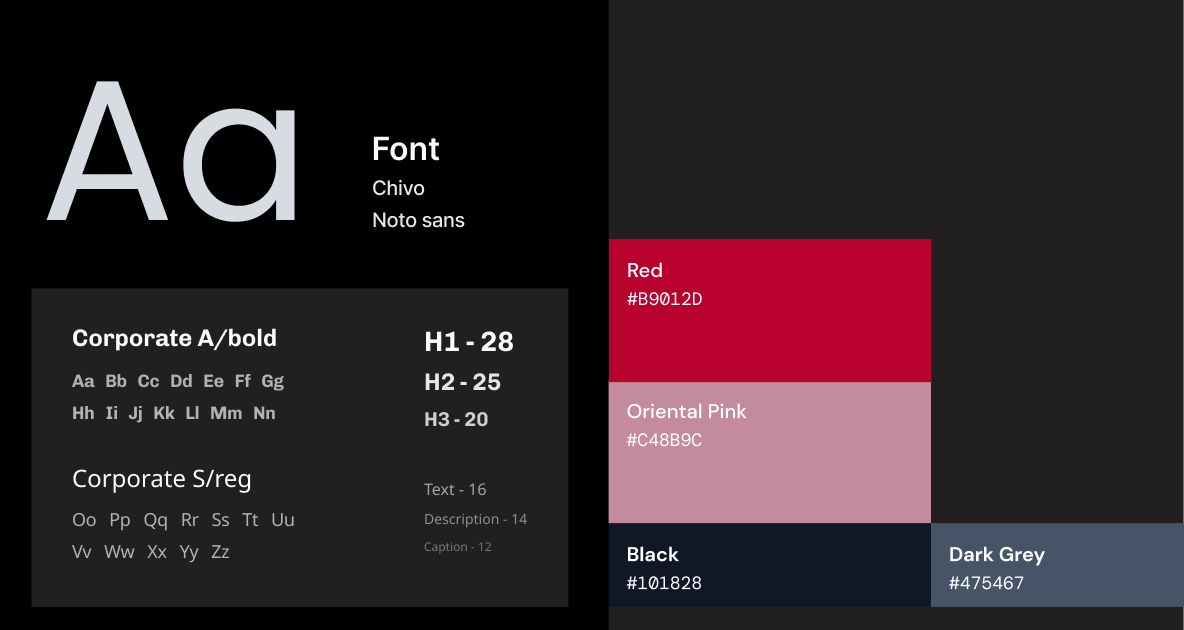 Aa
Font
Chivo
Noto sans
Corporate A/bold
Aa Bb Cc Dd Ee Ff Gg
Hh Ii Jj Kk Ll Mm Nn
H1 - 28
H2 - 25
H3 - 20
Corporate S/reg
Oo Pp Qq Rr Ss Tt Uu
Vv Ww Xx Yy Zz
Text - 16
Description - 14
Caption - 12
Red
#B9012D
Oriental Pink
#C48B9C
Black
#101828
Dark Grey
#475467